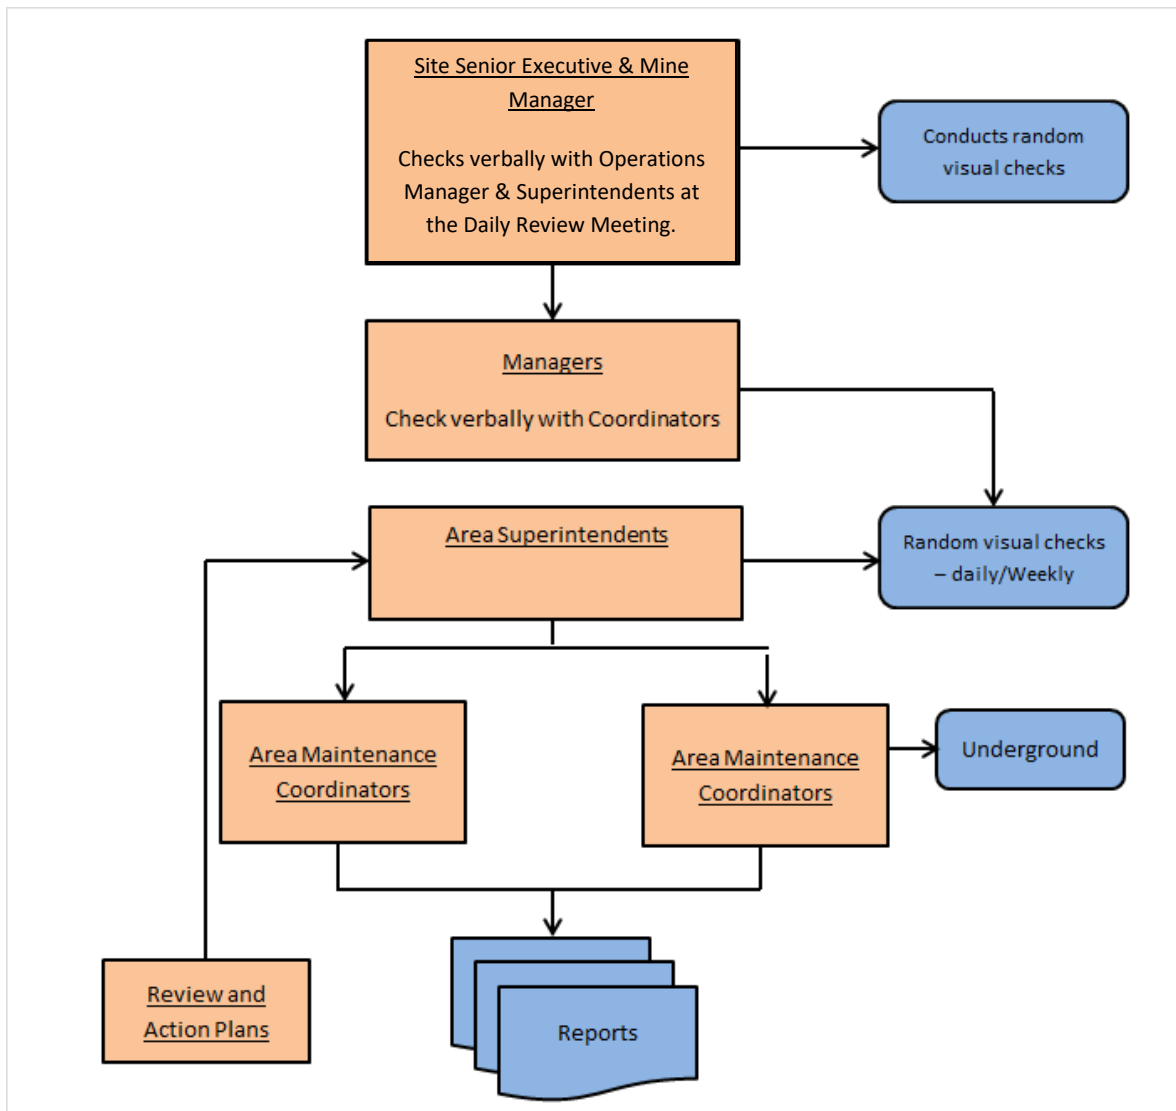 Site Senior Executive & Mine
Manager
Checks verbally with Operations
Manager & Superintendents at
the Daily Review Meeting.
Conducts random
visual checks
Managers
Check verbally with Coordinators
Area Superintendents
Random visual checks
– daily/Weekly
Area Maintenance
Coordinators
Area Maintenance
Coordinators
Underground
Review and
Action Plans
Reports